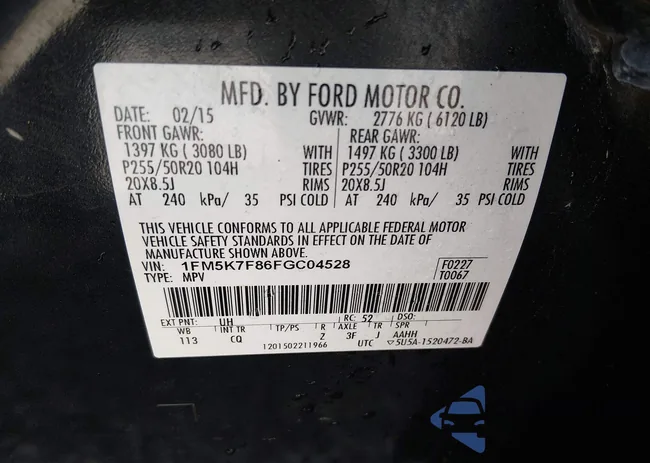 MFD. BY FORD MOTOR CO.
DATE: 02/15 GVWR: 2776 KG ( 6120 LB)
FRONT GAWR: REAR GAWR:
1397 KG ( 3080 LB) WITH 1497 KG ( 3300 LB) WITH
P255/50R20 104H TIRES P255/50R20 104H TIRES
20X8.5J RIMS 20X8.5J RIMS
AT 240 kPa/ 35 PSI COLD AT 240 kPa/ 35 PSI COLD
THIS VEHICLE CONFORMS TO ALL APPLICABLE FEDERAL MOTOR
VEHICLE SAFETY STANDARDS IN EFFECT ON THE DATE OF
MANUFACTURE SHOWN ABOVE.
VIN: 1FM5K7F86FGC04528 F0227
TYPE: MPV T0067
EXT PNT: UH RC: 52 DSO:
WB INT TR TP/PS R AXLE TR SPR
113 CQ Z 3F J AAHH
1201502211966 UTC ▽5U5A-1520472-BA